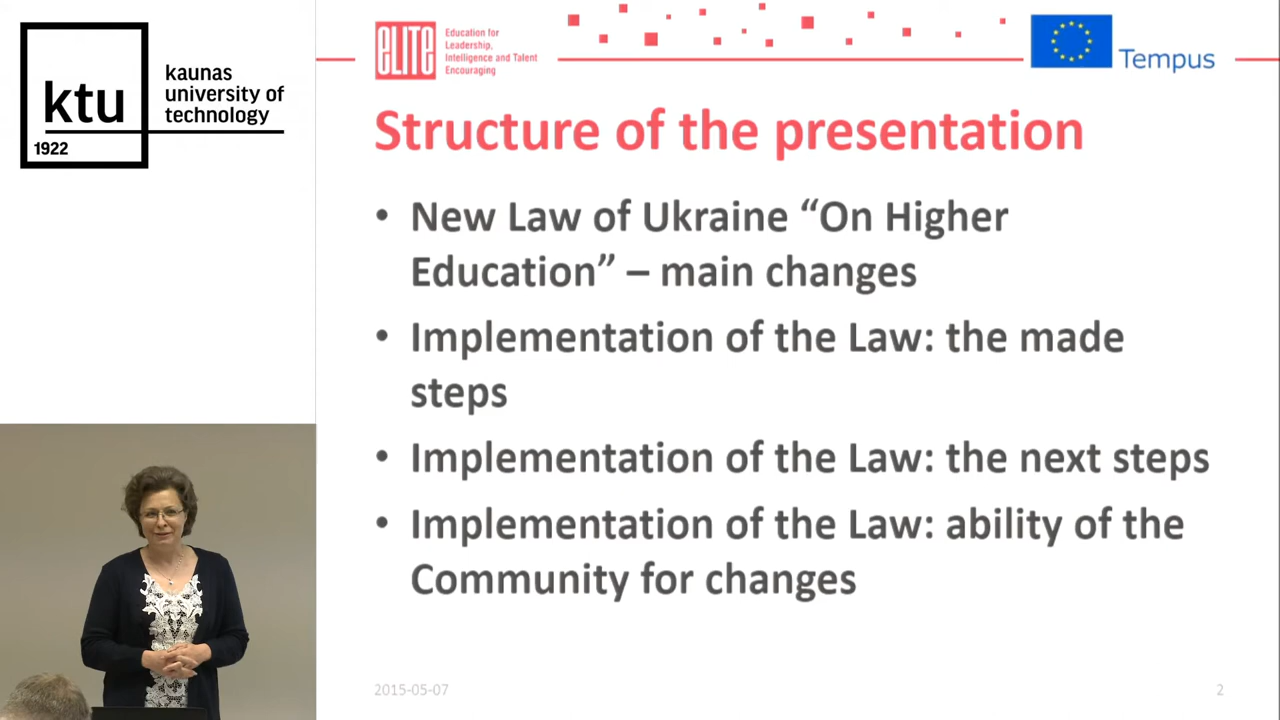 ktu
1922
kaunas
university of
technology
ELITE
Education for
Leadership,
Intelligence and Talent
Encouraging
Tempus
Structure of the presentation
• New Law of Ukraine “On Higher
Education” – main changes
• Implementation of the Law: the made
steps
• Implementation of the Law: the next steps
• Implementation of the Law: ability of the
Community for changes
2015-05-07
2